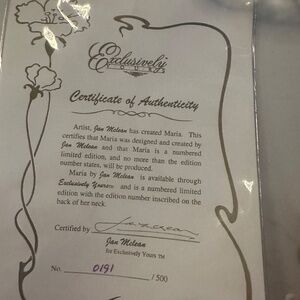 Exclusively
YOURS
Certificate of Authenticity
Artist, Jan Mclean has created Maria. This
certifies that Maria was designed and created by
Jan Mclean and that Maria is a numbered
limited edition, and no more than the edition
number states, will be produced.
Maria by Jan Mclean is available through
Exclusively Yours™ and is a numbered limited
edition with the edition number inscribed on the
back of her neck.
Certified by
Jan Mclean
for Exclusively Yours TM
No. 0191 /500